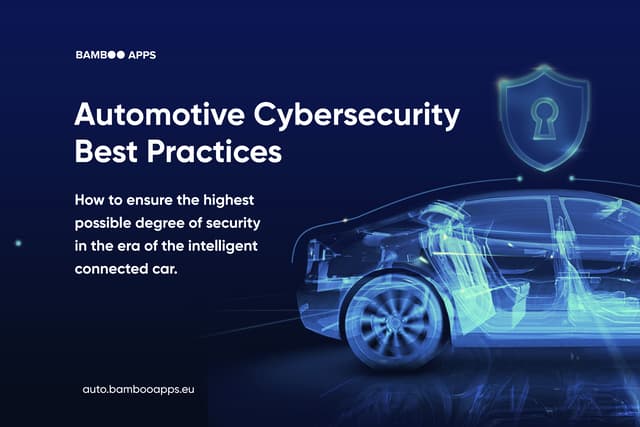 BAMBOO APPS
Automotive Cybersecurity
Best Practices
How to ensure the highest
possible degree of security
in the era of the intelligent
connected car.
auto.bambooapps.eu